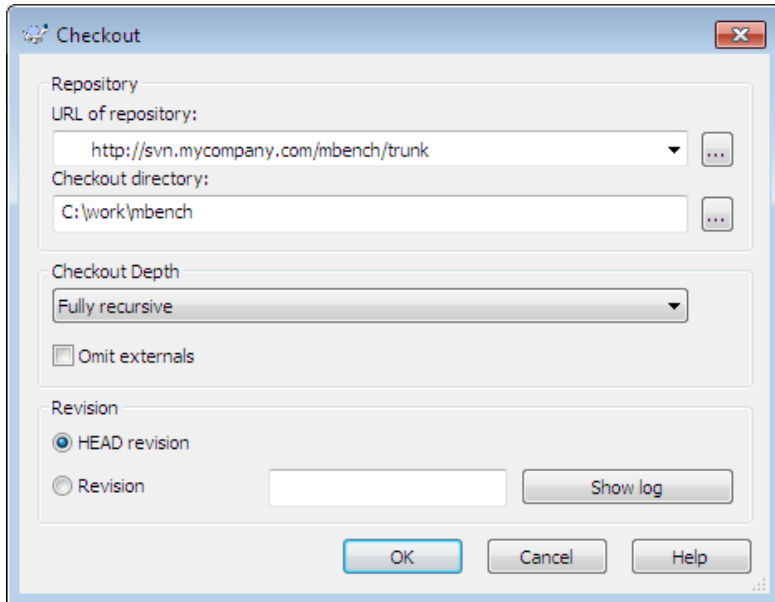 Checkout
Repository
URL of repository:
http://svn.mycompany.com/mbench/trunk
...
Checkout directory:
C:\work\mbench
...
Checkout Depth
Fully recursive
Omit externals
Revision
HEAD revision
Revision
Show log
OK
Cancel
Help